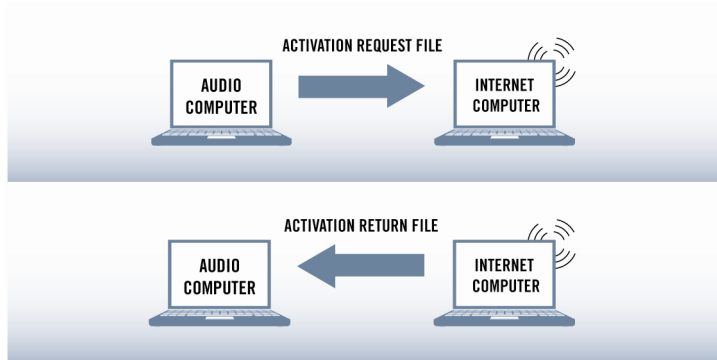 ACTIVATION REQUEST FILE
AUDIO
COMPUTER
INTERNET
COMPUTER
ACTIVATION RETURN FILE
AUDIO
COMPUTER
INTERNET
COMPUTER